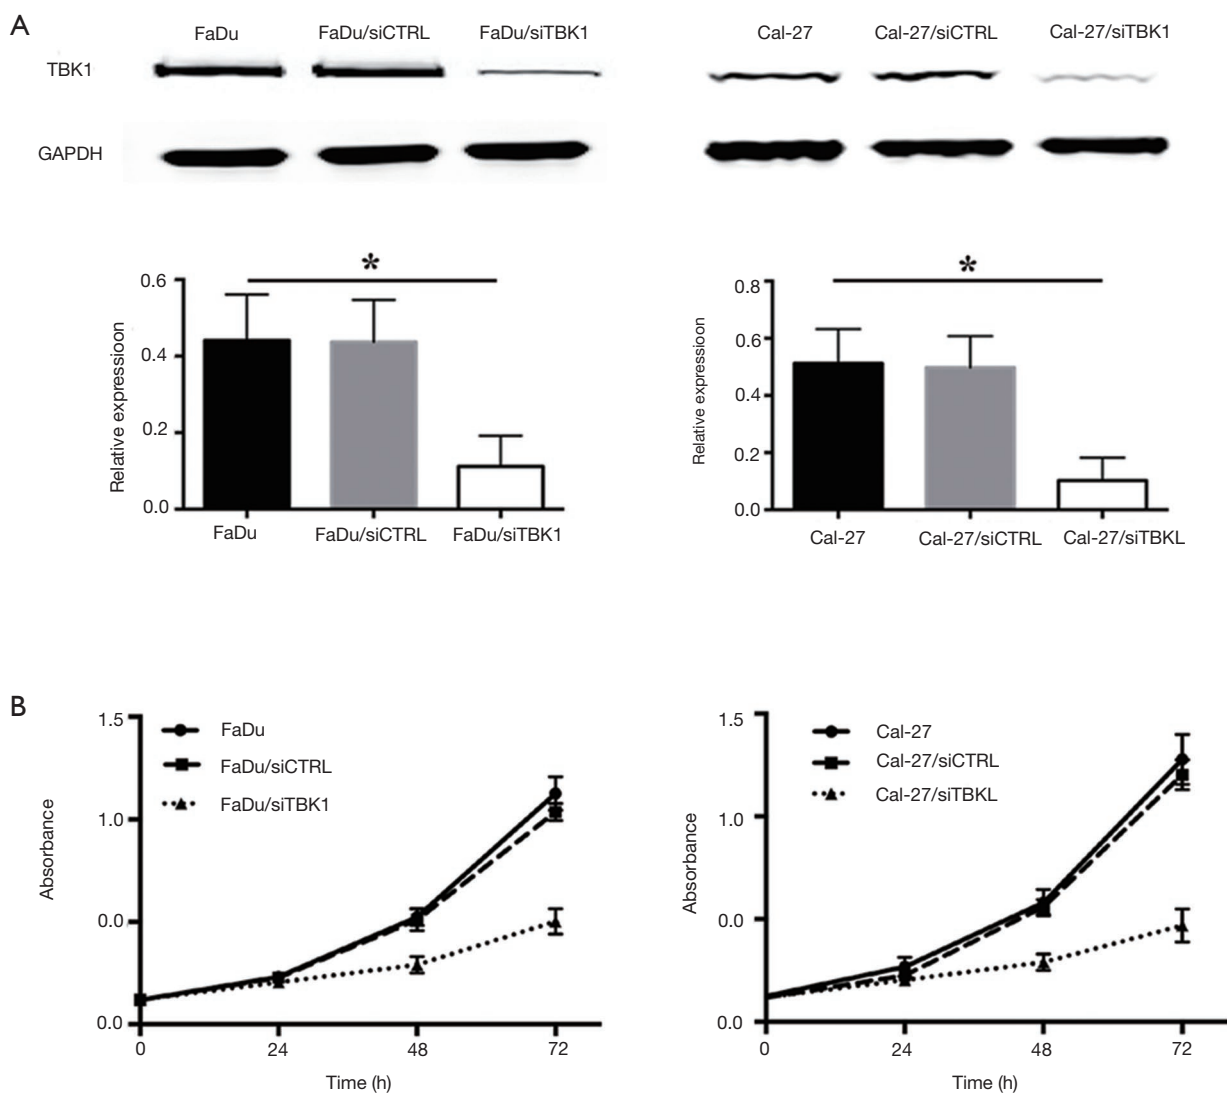 A
FaDu FaDu/siCTRL FaDu/siTBK1 Cal-27 Cal-27/siCTRL Cal-27/siTBK1
TBK1
GAPDH
* *
Relative expressioon
0.6
0.4
0.2
0.0
FaDu FaDu/siCTRL FaDu/siTBK1
Relative expressioon
0.8
0.6
0.4
0.2
0.0
Cal-27 Cal-27/siCTRL Cal-27/siTBKL
B
Absorbance
1.5
1.0
0.0
0.0
FaDu
FaDu/siCTRL
FaDu/siTBK1
0 24 48 72
Time (h)
Absorbance
1.5
1.0
0.0
0.0
Cal-27
Cal-27/siCTRL
Cal-27/siTBKL
0 24 48 72
Time (h)